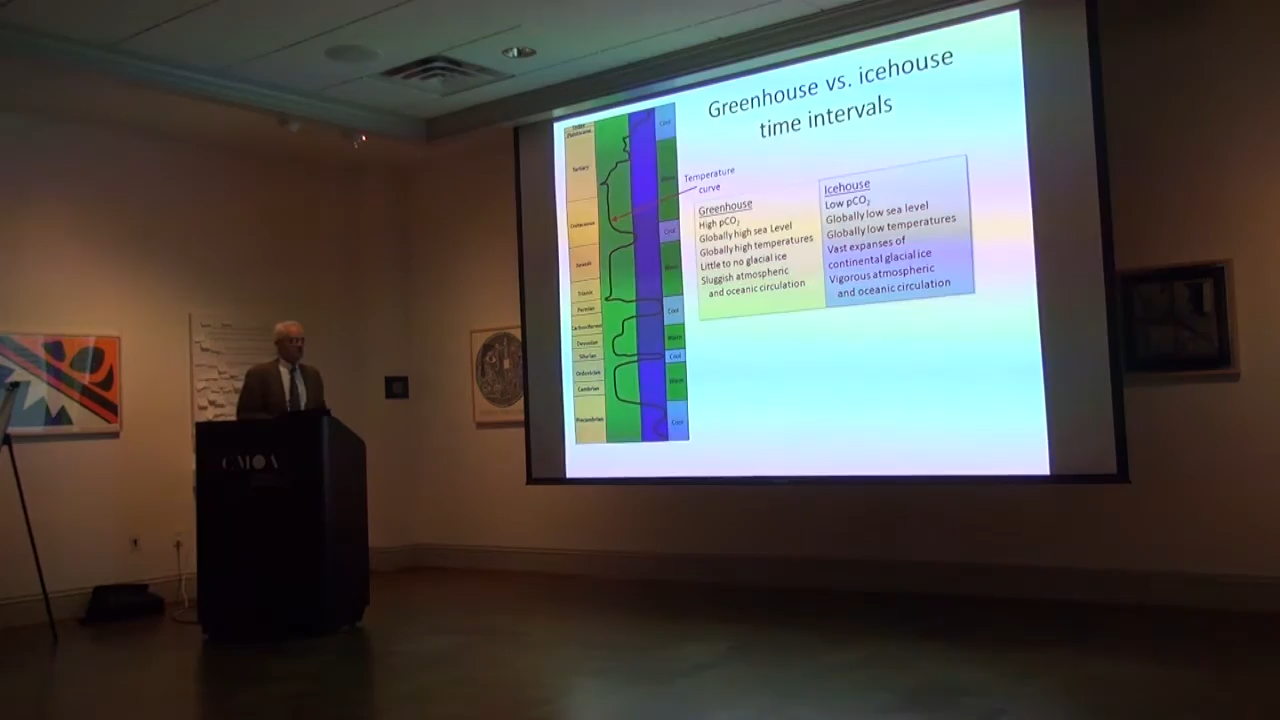 Greenhouse vs. icehouse
time intervals
Temperature
curve
Greenhouse
High pCO2
Globally high sea Level
Globally high temperatures
Little to no glacial ice
Sluggish atmospheric
and oceanic circulation
Icehouse
Low pCO2
Globally low sea level
Globally low temperatures
Vast expanses of
continental glacial ice
Vigorous atmospheric
and oceanic circulation
Tertiary
Cretaceous
Jurassic
Triassic
Permian
Carboniferous
Devonian
Silurian
Ordovician
Cambrian
Precambrian
Cool
Warm
Cool
Warm
Cool
Warm
Cool
Warm
Cool
CMOA